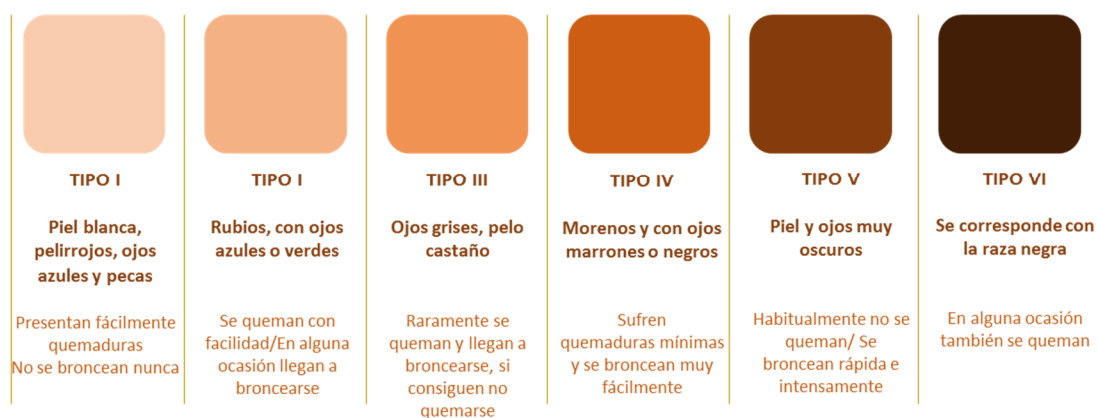 TIPO I
Piel blanca,
pelirrojos, ojos
azules y pecas
Presentan fácilmente
quemaduras
No se broncean nunca
TIPO I
Rubios, con ojos
azules o verdes
Se queman con
facilidad/En alguna
ocasión llegan a
broncearse
TIPO III
Ojos grises, pelo
castaño
Raramente se
queman y llegan a
broncearse, si
consiguen no
quemarse
TIPO IV
Morenos y con ojos
marrones o negros
Sufren
quemaduras mínimas
y se broncean muy
fácilmente
TIPO V
Piel y ojos muy
oscuros
Habitualmente no se
queman/ Se
broncean rápida e
intensamente
TIPO VI
Se corresponde con
la raza negra
En alguna ocasión
también se queman